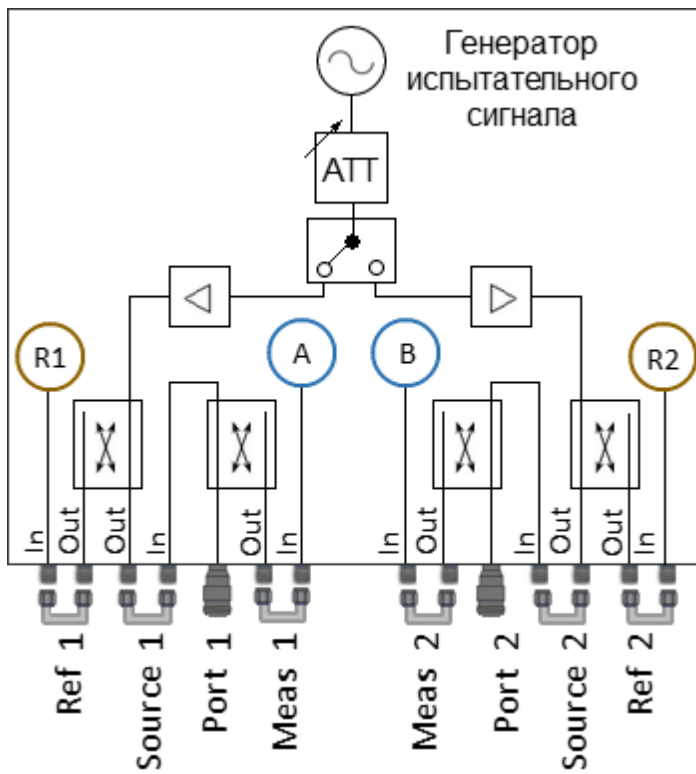 Генератор
испытательного
сигнала
АТТ
R1
A
B
R2
In
Out
Out
In
Out
In
In
Out
In
Out
Out
In
Ref 1
Source 1
Port 1
Meas 1
Meas 2
Port 2
Source 2
Ref 2